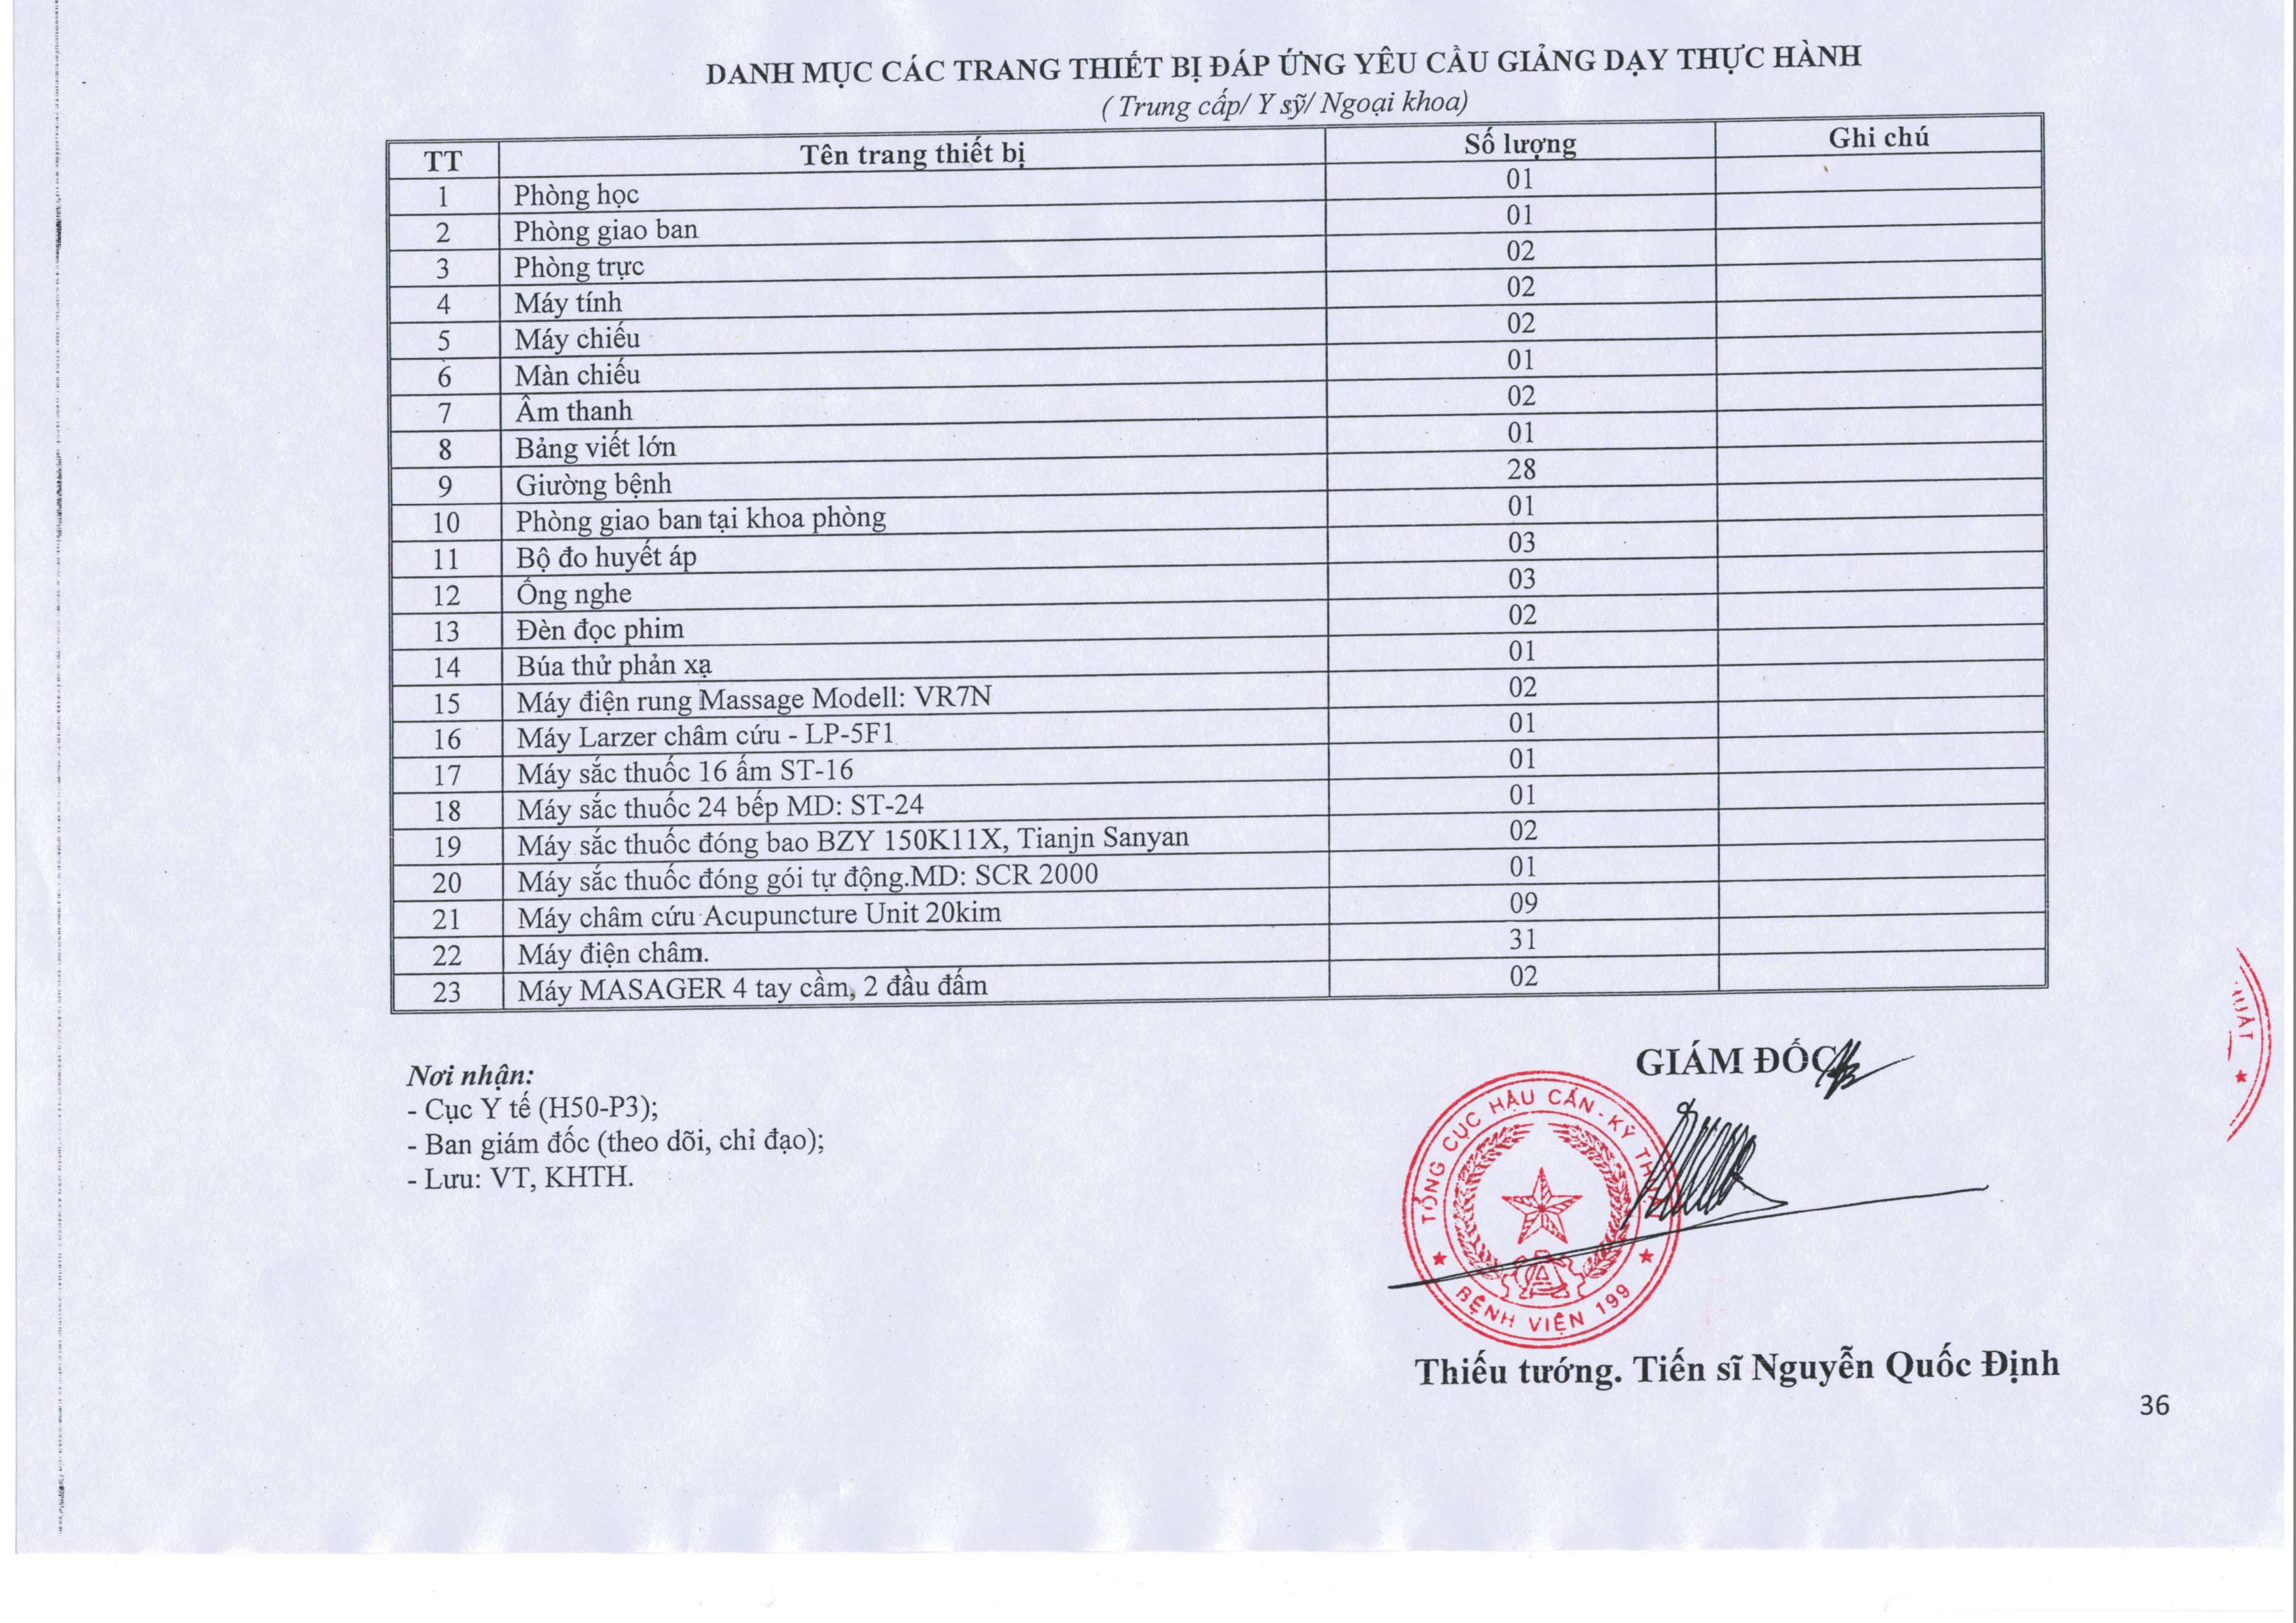 DANH MỤC CÁC TRANG THIẾT BỊ ĐÁP ỨNG YÊU CẦU GIẢNG DẠY THỰC HÀNH
( Trung cấp/ Y sỹ/ Ngoại khoa)
TT Tên trang thiết bị Số lượng Ghi chú
1 Phòng học 01
2 Phòng giao ban 01
3 Phòng trực 02
4 Máy tính 02
5 Máy chiếu 02
6 Màn chiếu 01
7 Âm thanh 02
8 Bảng viết lớn 01
9 Giường bệnh 28
10 Phòng giao ban tại khoa phòng 01
11 Bộ đo huyết áp 03
12 Ống nghe 03
13 Đèn đọc phim 02
14 Búa thử phản xạ 01
15 Máy điện rung Massage Modell: VR7N 02
16 Máy Larzer châm cứu - LP-5F1 01
17 Máy sắc thuốc 16 ấm ST-16 01
18 Máy sắc thuốc 24 bếp MD: ST-24 01
19 Máy sắc thuốc đóng bao BZY 150K11X, Tianjn Sanyan 02
20 Máy sắc thuốc đóng gói tự động.MD: SCR 2000 01
21 Máy châm cứu Acupuncture Unit 20kim 09
22 Máy điện châm. 31
23 Máy MASAGER 4 tay cầm, 2 đầu đấm 02
Nơi nhận:
- Cục Y tế (H50-P3);
- Ban giám đốc (theo dõi, chỉ đạo);
- Lưu: VT, KHTH.
GIÁM ĐỐC
TỔNG CỤC HẬU CẦN - KỸ
BỆNH VIỆN 199
Thiếu tướng. Tiến sĩ Nguyễn Quốc Định
36